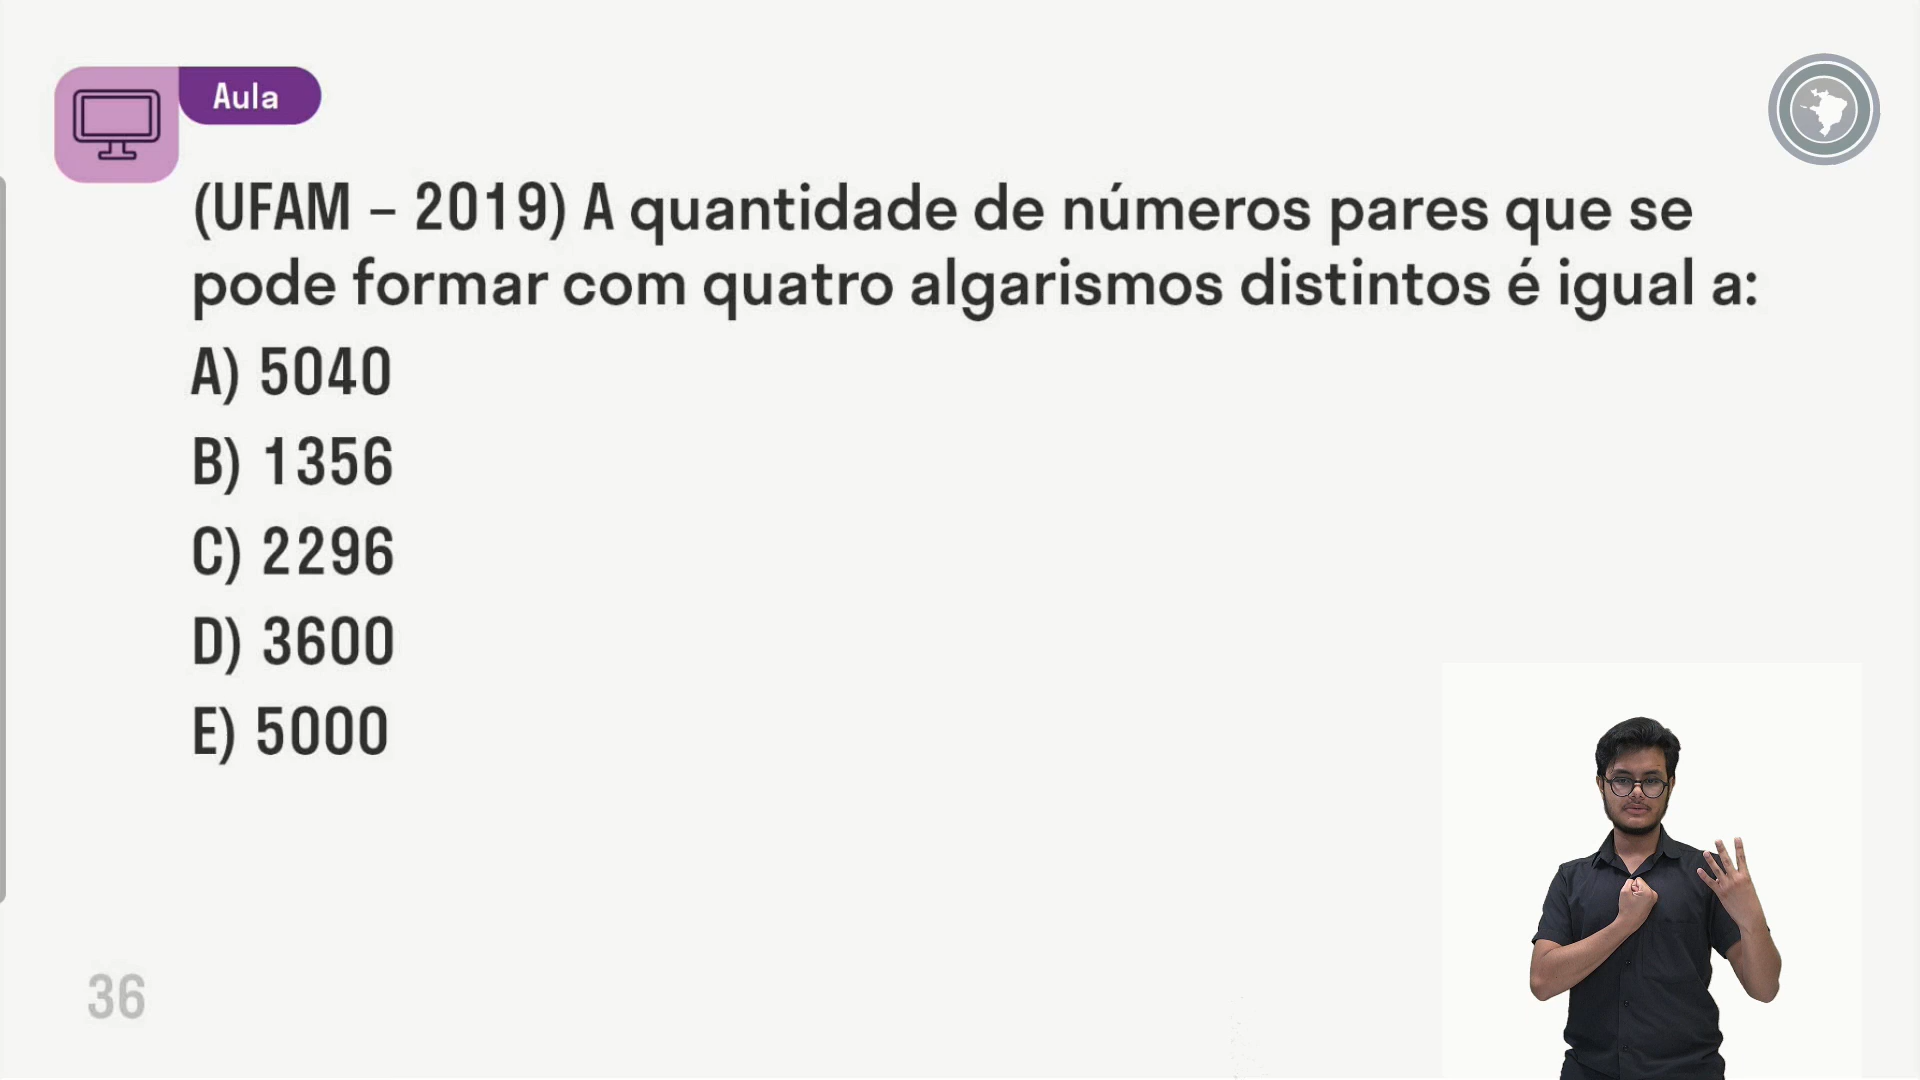 Aula
(UFAM – 2019) A quantidade de números pares que se
pode formar com quatro algarismos distintos é igual a:
A) 5040
B) 1356
C) 2296
D) 3600
E) 5000
36